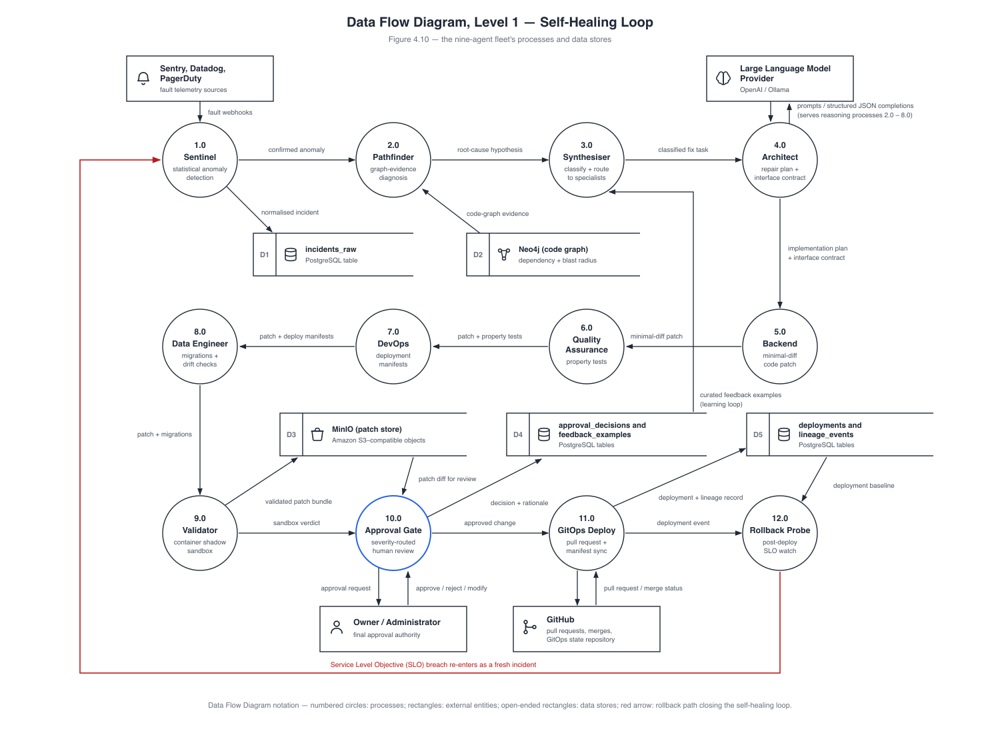 Data Flow Diagram, Level 1 — Self-Healing Loop
Figure 4.10 — the nine-agent fleet's processes and data stores
Sentry, Datadog,
PagerDuty
fault telemetry sources
Large Language Model
Provider
OpenAI / Ollama
fault webhooks
prompts / structured JSON completions
(serves reasoning processes 2.0 – 8.0)
1.0
Sentinel
statistical anomaly
detection
confirmed anomaly
2.0
Pathfinder
graph-evidence
diagnosis
root-cause hypothesis
3.0
Synthesiser
classify + route
to specialists
classified fix task
4.0
Architect
repair plan +
interface contract
normalised incident
code-graph evidence
D1
incidents_raw
PostgreSQL table
D2
Neo4j (code graph)
dependency + blast radius
implementation plan
+ interface contract
8.0
Data Engineer
migrations +
drift checks
patch + deploy manifests
7.0
DevOps
deployment
manifests
patch + property tests
6.0
Quality
Assurance
property tests
minimal-diff patch
5.0
Backend
minimal-diff
code patch
curated feedback examples
(learning loop)
patch + migrations
D3
MinIO (patch store)
Amazon S3–compatible objects
D4
approval_decisions and
feedback_examples
PostgreSQL tables
D5
deployments and
lineage_events
PostgreSQL tables
patch diff for review
validated patch bundle
decision + rationale
deployment + lineage record
deployment baseline
9.0
Validator
container shadow
sandbox
sandbox verdict
10.0
Approval Gate
severity-routed
human review
approved change
11.0
GitOps Deploy
pull request +
manifest sync
deployment event
12.0
Rollback Probe
post-deploy
SLO watch
approval request
approve / reject / modify
pull request / merge status
Owner / Administrator
final approval authority
GitHub
pull requests, merges,
GitOps state repository
Service Level Objective (SLO) breach re-enters as a fresh incident
Data Flow Diagram notation — numbered circles: processes; rectangles: external entities; open-ended rectangles: data stores; red arrow: rollback path closing the self-healing loop.